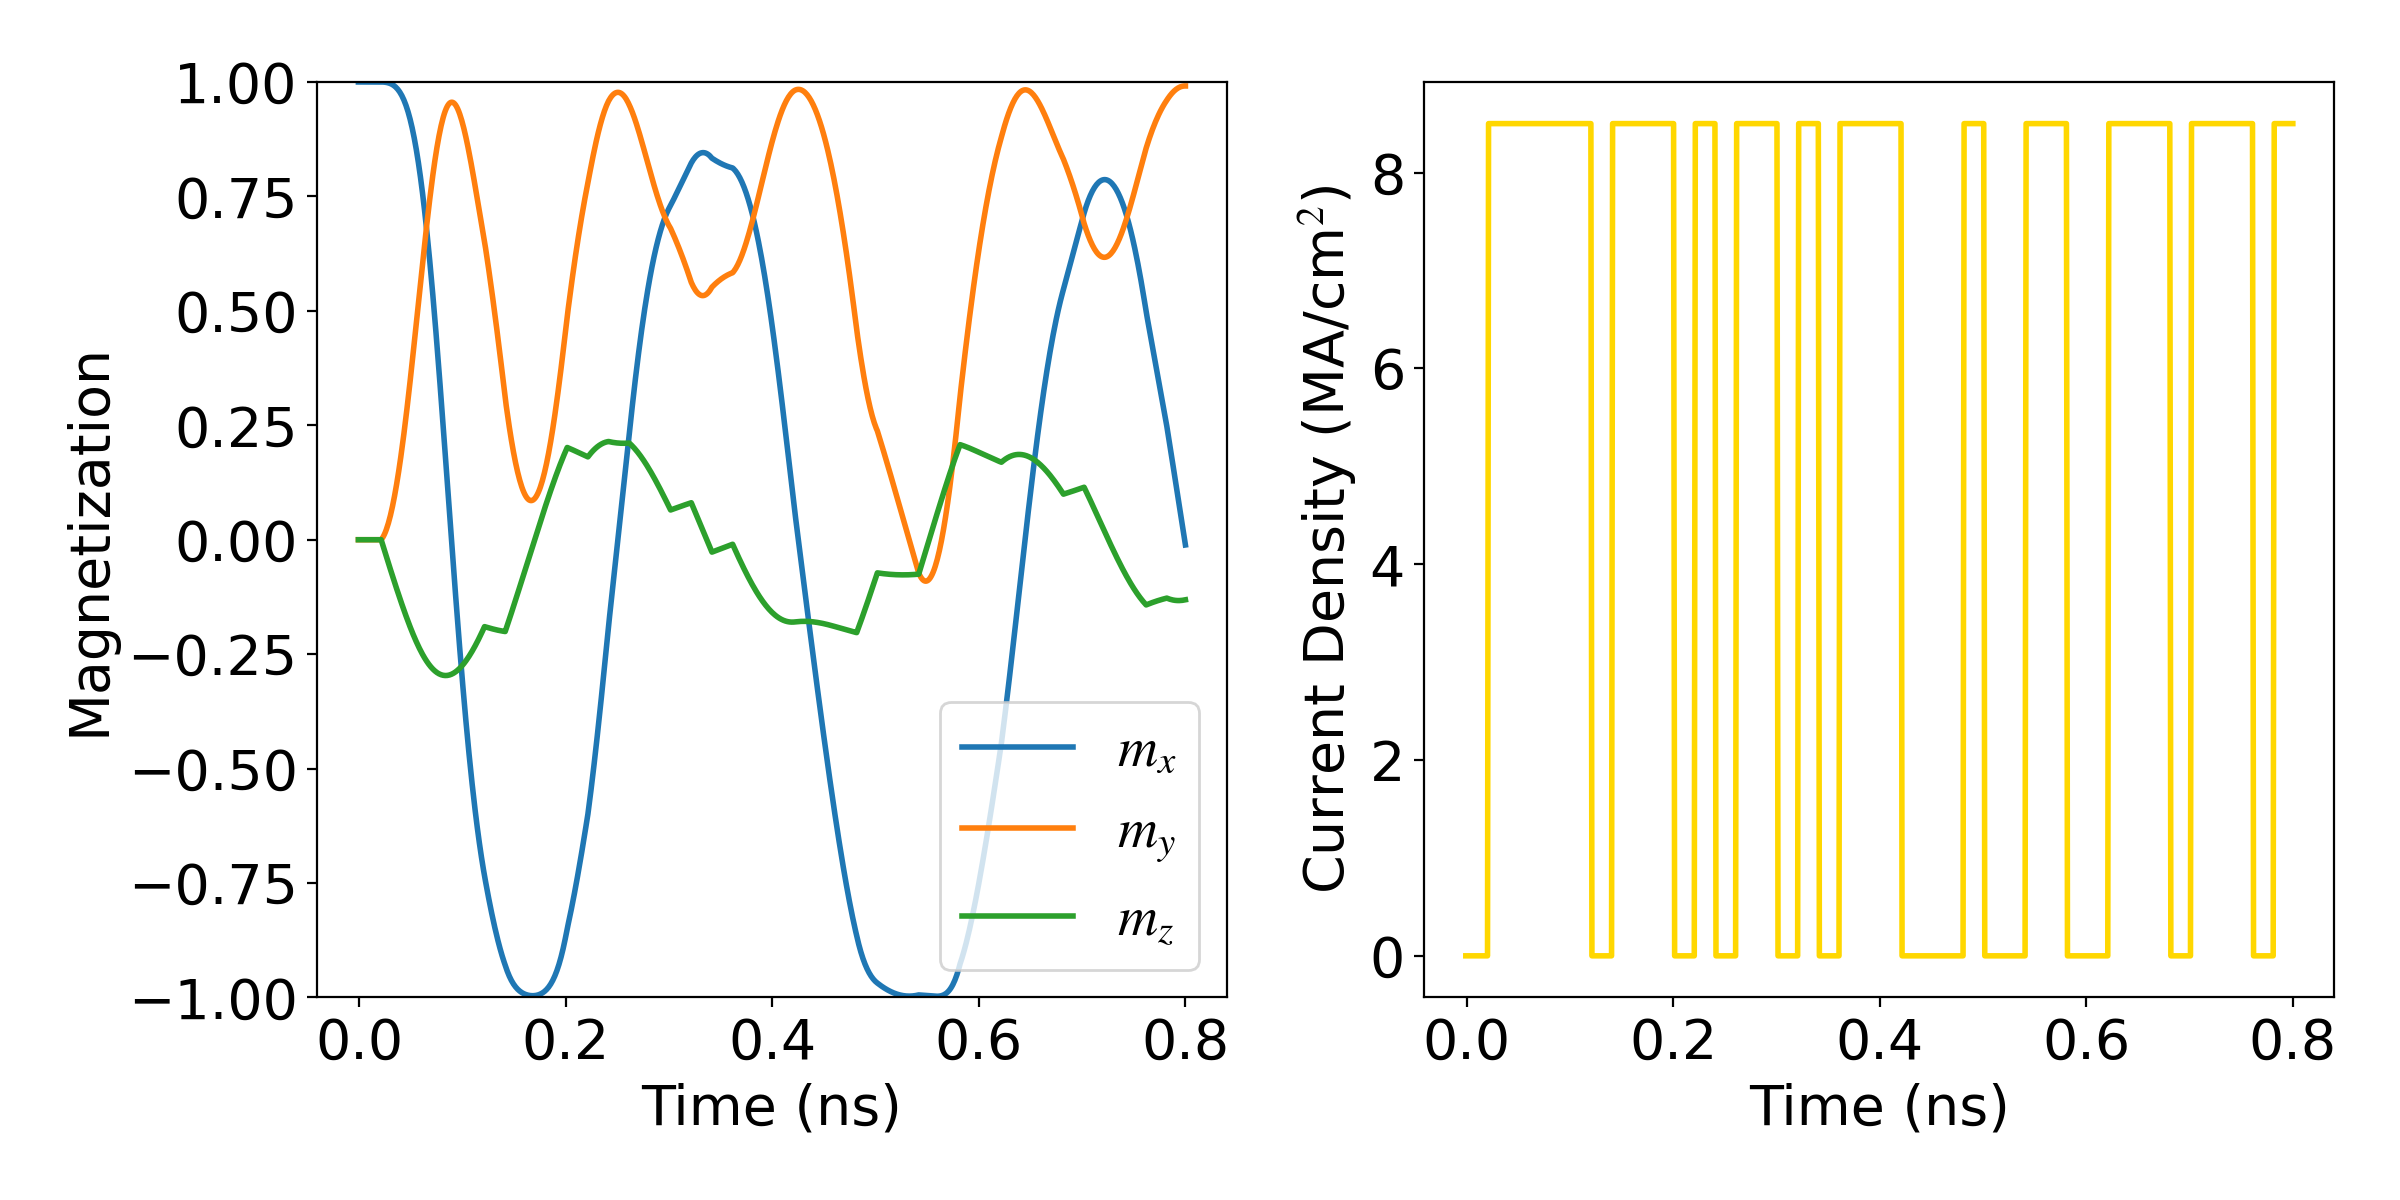 1.00
0.75
0.50
0.25
0.00
−0.25
−0.50
−0.75
−1.00
Magnetization
0.0 0.2 0.4 0.6 0.8
Time (ns)
m_x
m_y
m_z
8
6
4
2
0
Current Density (MA/cm²)
0.0 0.2 0.4 0.6 0.8
Time (ns)